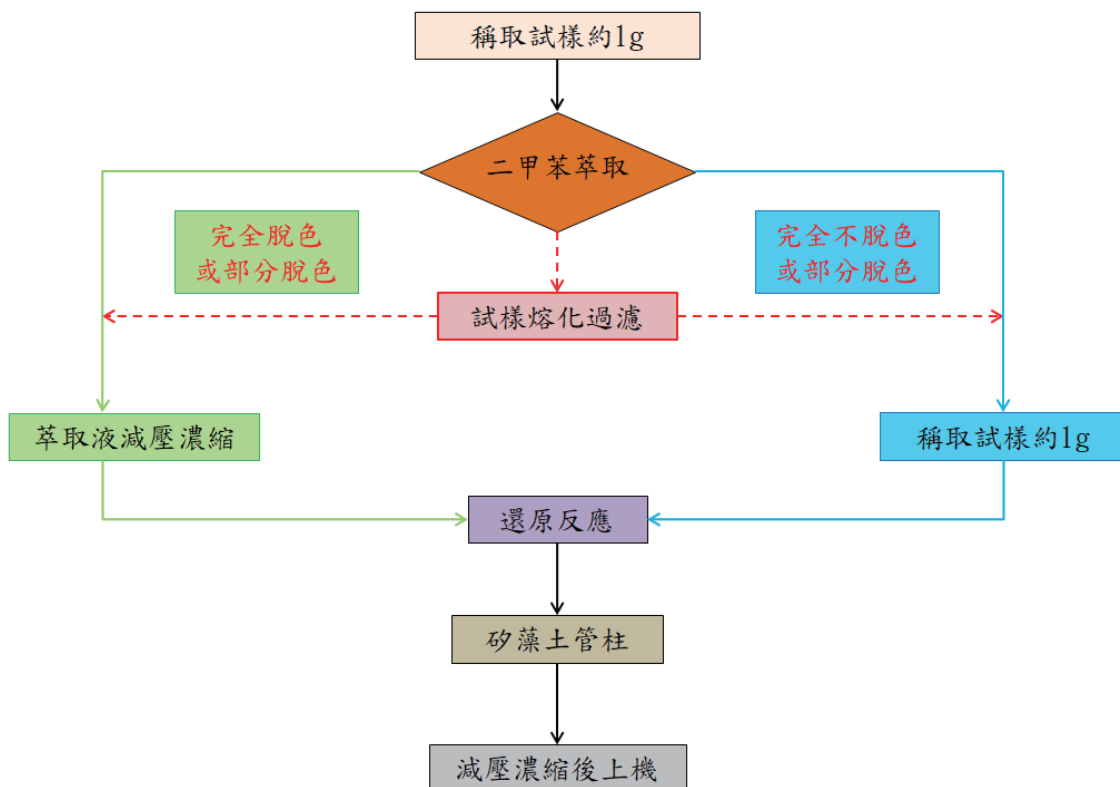 稱取試樣約1g
二甲苯萃取
完全脫色
或部分脫色
完全不脫色
或部分脫色
試樣熔化過濾
萃取液減壓濃縮
稱取試樣約1g
還原反應
矽藻土管柱
減壓濃縮後上機